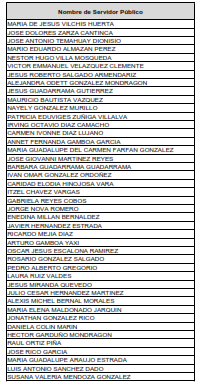 Nombre de Servidor Público
MARIA DE JESUS VILCHIS HUERTA
JOSE DOLORES ZARZA CANTINCA
JOSE ANTONIO TEMAHUAY DIONISIO
MARIO EDUARDO ALMAZAN PEREZ
NESTOR HUGO VILLA MOSQUEDA
VICTOR EMMANUEL VELAZQUEZ CLEMENTE
JESUS ROBERTO SALGADO ARMENDARIZ
ALEJANDRA ODETT GONZALEZ MONDRAGON
JESUS GUADARRAMA GUTIERREZ
MAURICIO BAUTISTA VAZQUEZ
NAYELY GONZALEZ MURILLO
PATRICIA EDUVIGES ZUÑIGA VILLALVA
IRVING OCTAVIO DIAZ CAMACHO
CARMEN IVONNE DIAZ LUJANO
ANNET FERNANDA GAMBOA GARCIA
MARIA GUADALUPE DEL CARMEN FARFAN GONZALEZ
JOSE GIOVANNI MARTINEZ REYES
BARBARA GUADARRAMA GUADARRAMA
IVAN OMAR GONZALEZ ORDOÑEZ
CARIDAD ELODIA HINOJOSA VARA
ITZEL CHAVEZ VARGAS
GABRIELA REYES COBOS
JORGE NOVA ROMERO
ENEDINA MILLAN BERNALDEZ
JAVIER HERNANDEZ ESTRADA
RICARDO MEJIA DIAZ
ARTURO GAMBOA YAXI
OSCAR JESUS ESCALONA RAMIREZ
ROSARIO GONZALEZ SALGADO
PEDRO ALBERTO GREGORIO
LAURA RUIZ VALDES
JESUS MIRANDA QUEVEDO
JULIO CESAR HERNANDEZ MARTINEZ
ALEXIS MICHEL BERNAL MORALES
MARIA ELENA MALDONADO JARQUIN
JONATHAN GONZALEZ RICO
DANIELA COLIN MARIN
HECTOR GARDUÑO MONDRAGON
RAUL ORTIZ PIÑA
JOSE RICO GARCIA
MARIA GUADALUPE ARAUJO ESTRADA
LUIS ANTONIO SANCHEZ DADO
SUSANA VALERIA MENDOZA GONZALEZ